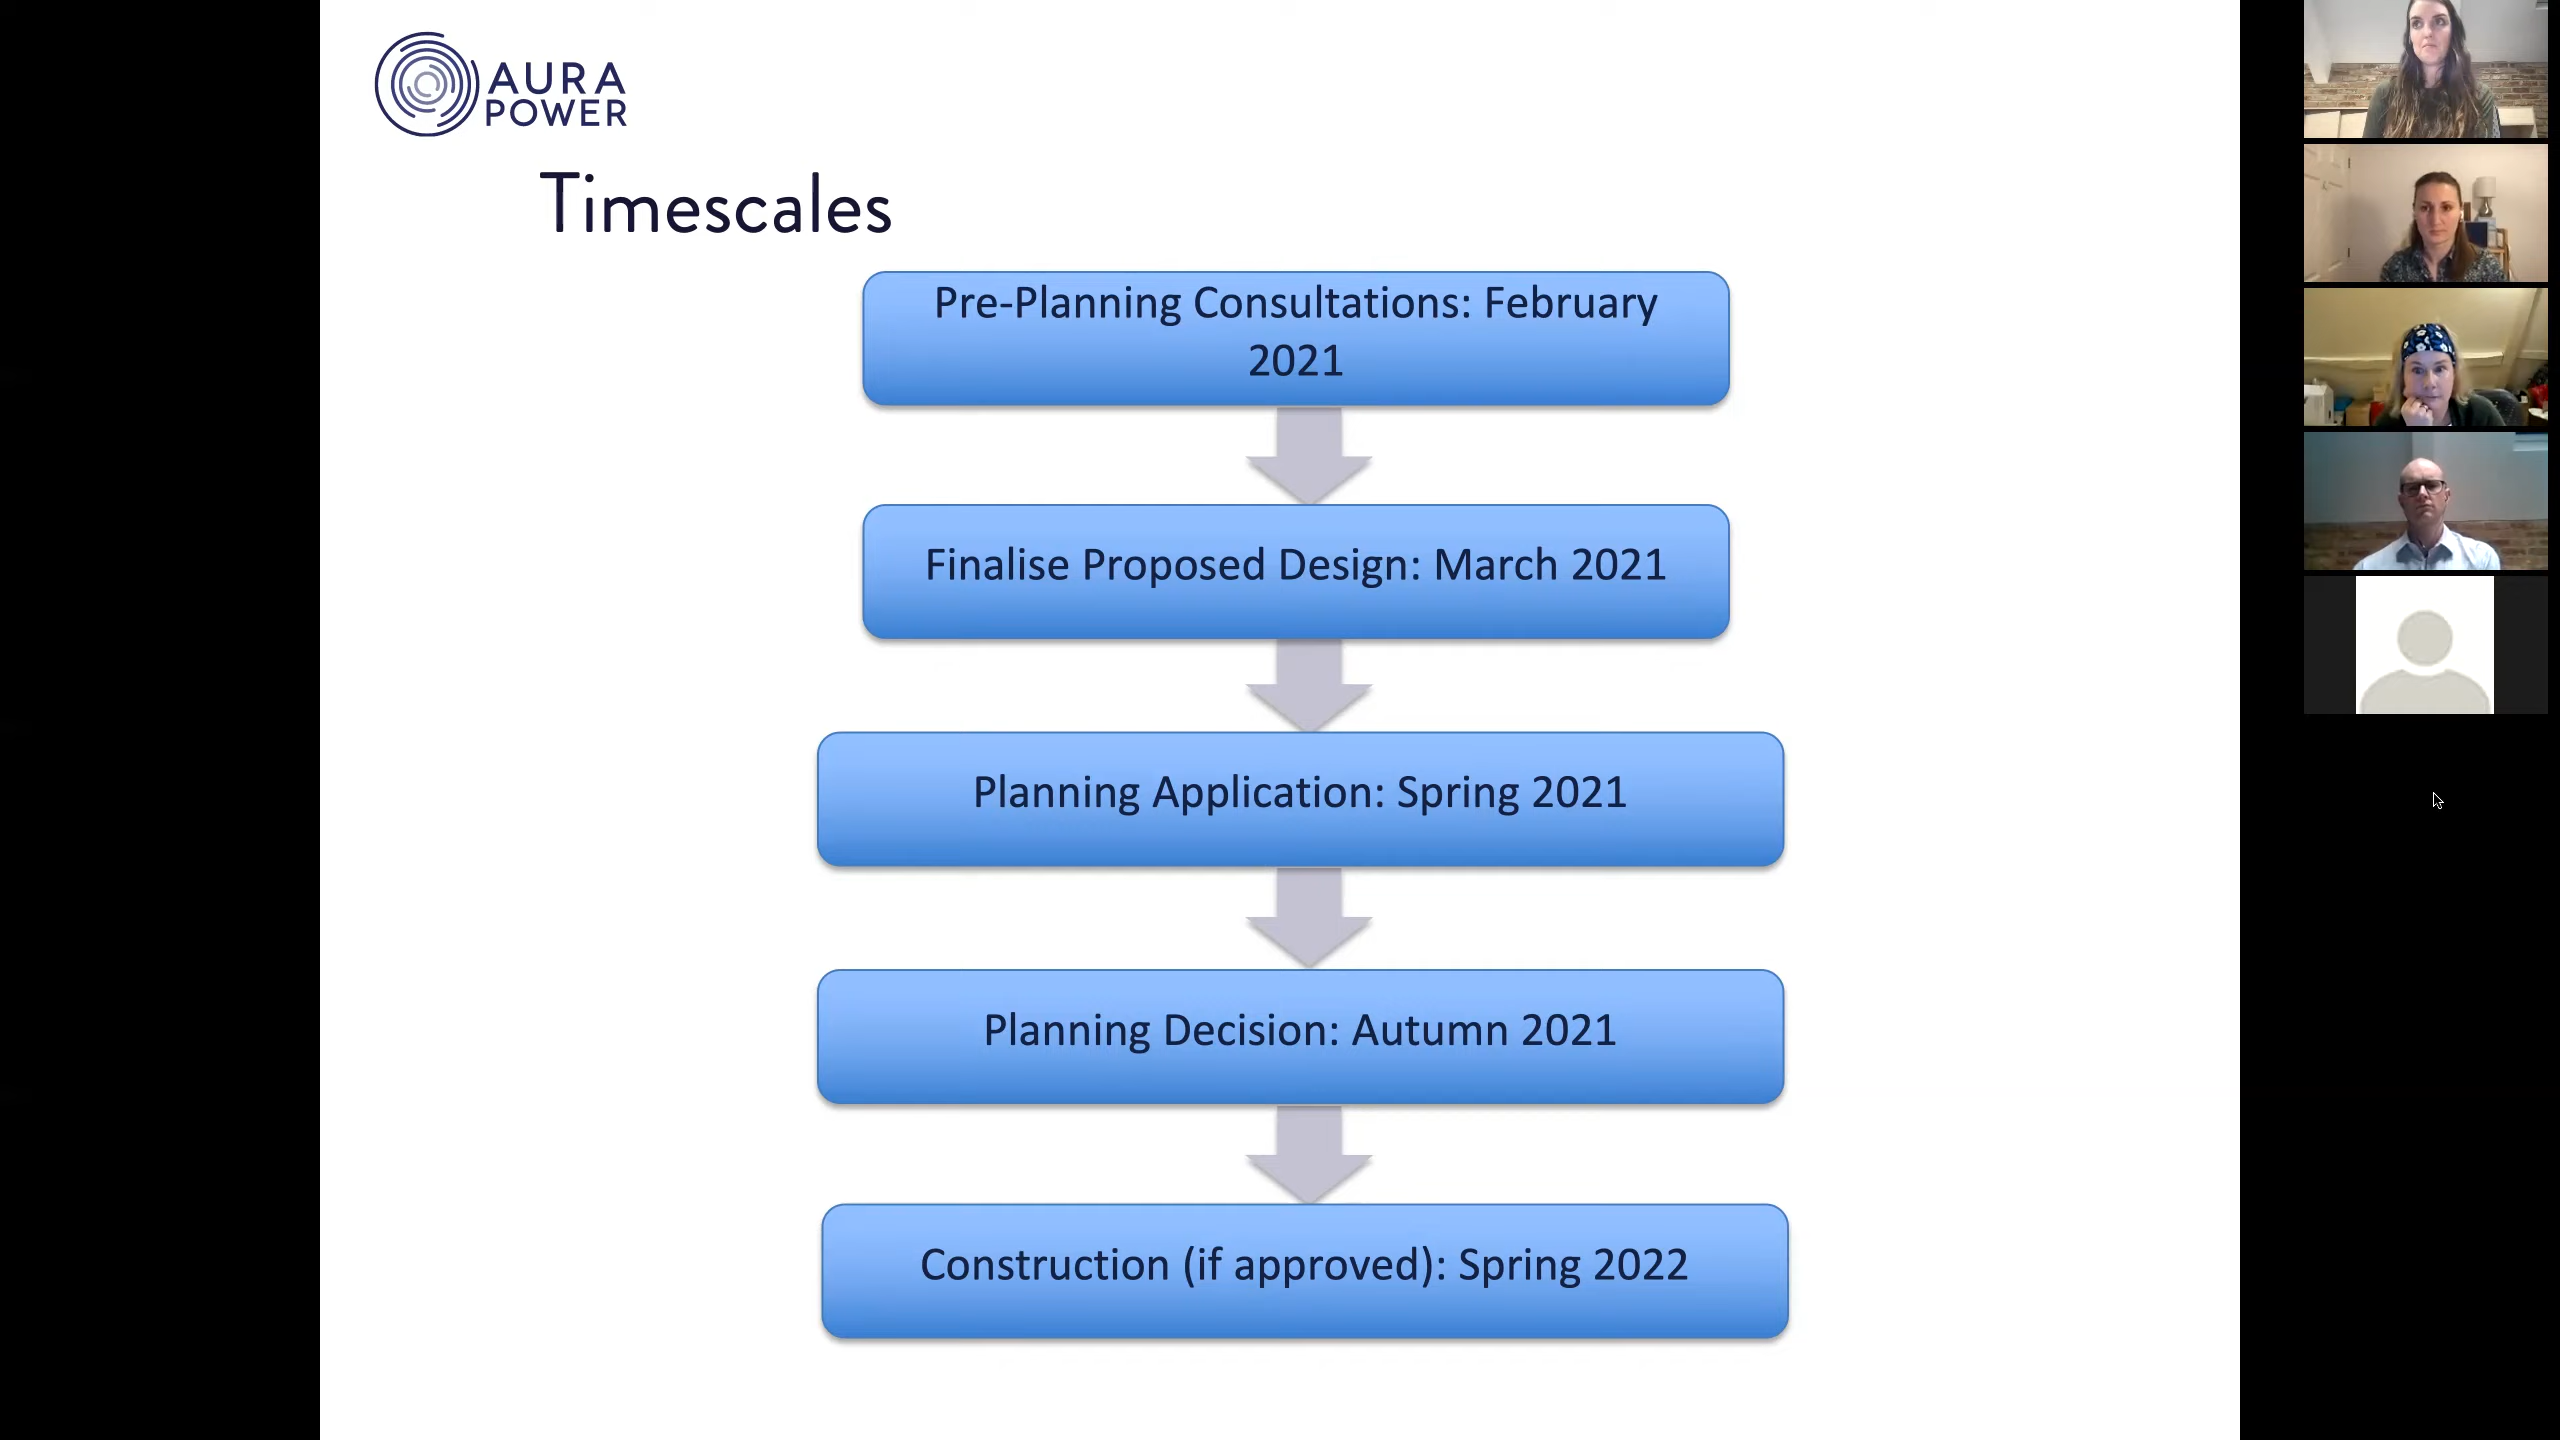 AURA
POWER
Timescales
Pre-Planning Consultations: February
2021
Finalise Proposed Design: March 2021
Planning Application: Spring 2021
Planning Decision: Autumn 2021
Construction (if approved): Spring 2022